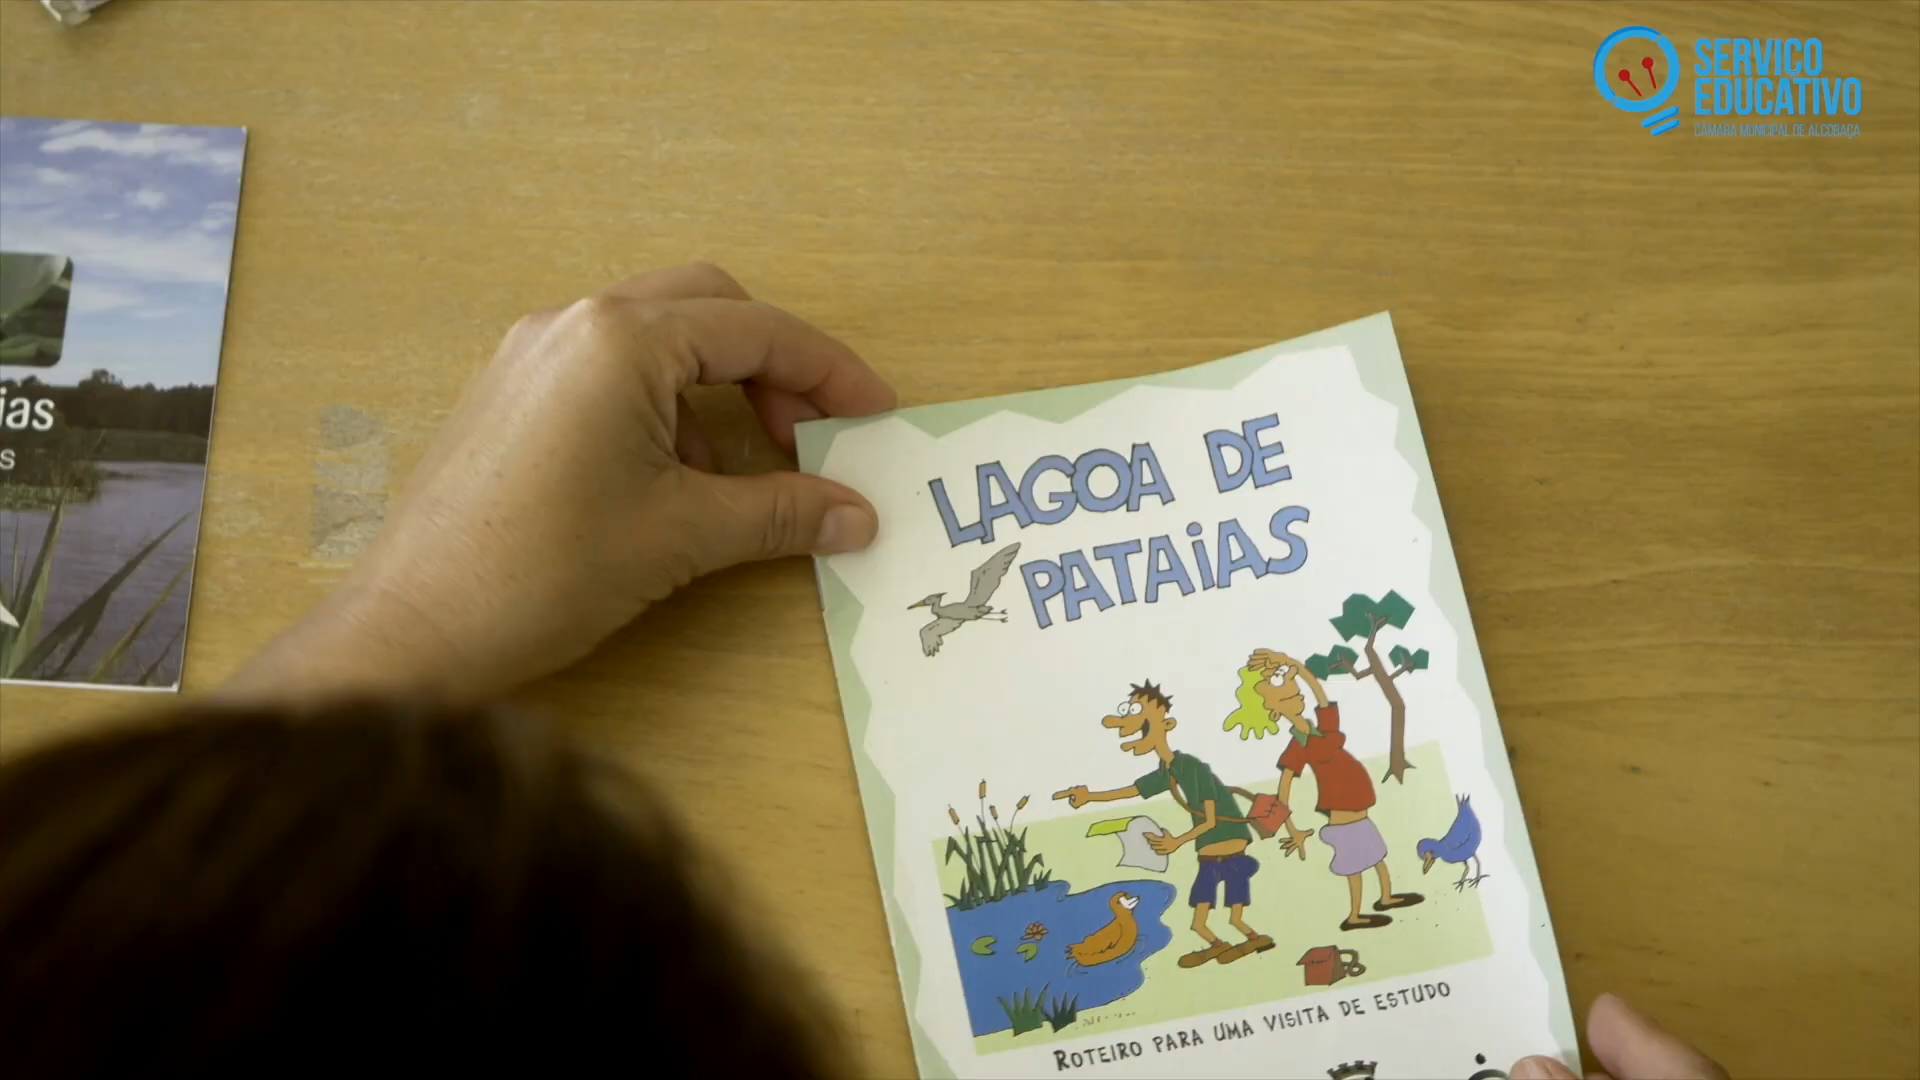 SERVIÇO
EDUCATIVO
CÂMARA MUNICIPAL DE ALCOBAÇA
ias
s
LAGOA DE
PATAiAS
ROTEIRO PARA UMA VISITA DE ESTUDO